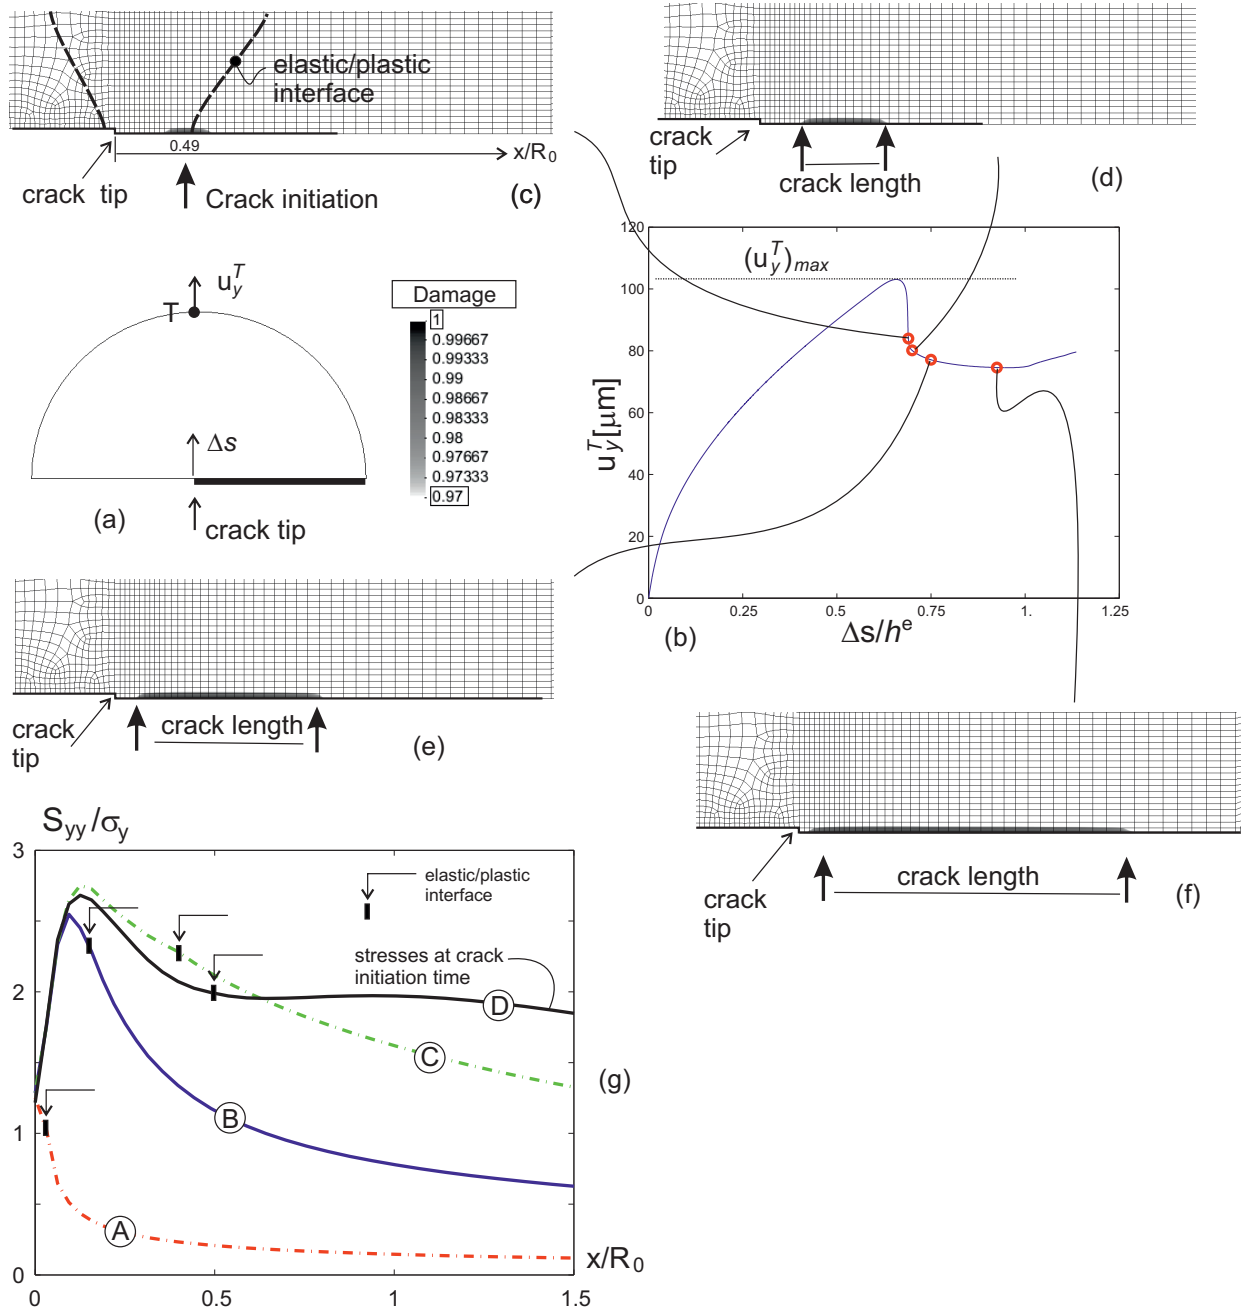 elastic/plastic
interface
0.49
x/R0
crack tip
Crack initiation
(c)
crack
tip
crack length
(d)
u_y^T
T
Δs
(a)
crack tip
Damage
1
0.99667
0.99333
0.99
0.98667
0.98333
0.98
0.97667
0.97333
0.97
120
100
80
60
40
20
0
(u_y^T)max
u_y^T[μm]
0
0.25
0.5
0.75
1.
1.25
(b)
Δs/h^e
crack
tip
crack length
(e)
crack length
crack
tip
(f)
Syy/σy
3
2
1
0
elastic/plastic
interface
stresses at crack
initiation time
D
C
B
A
(g)
x/R0
0
0.5
1
1.5